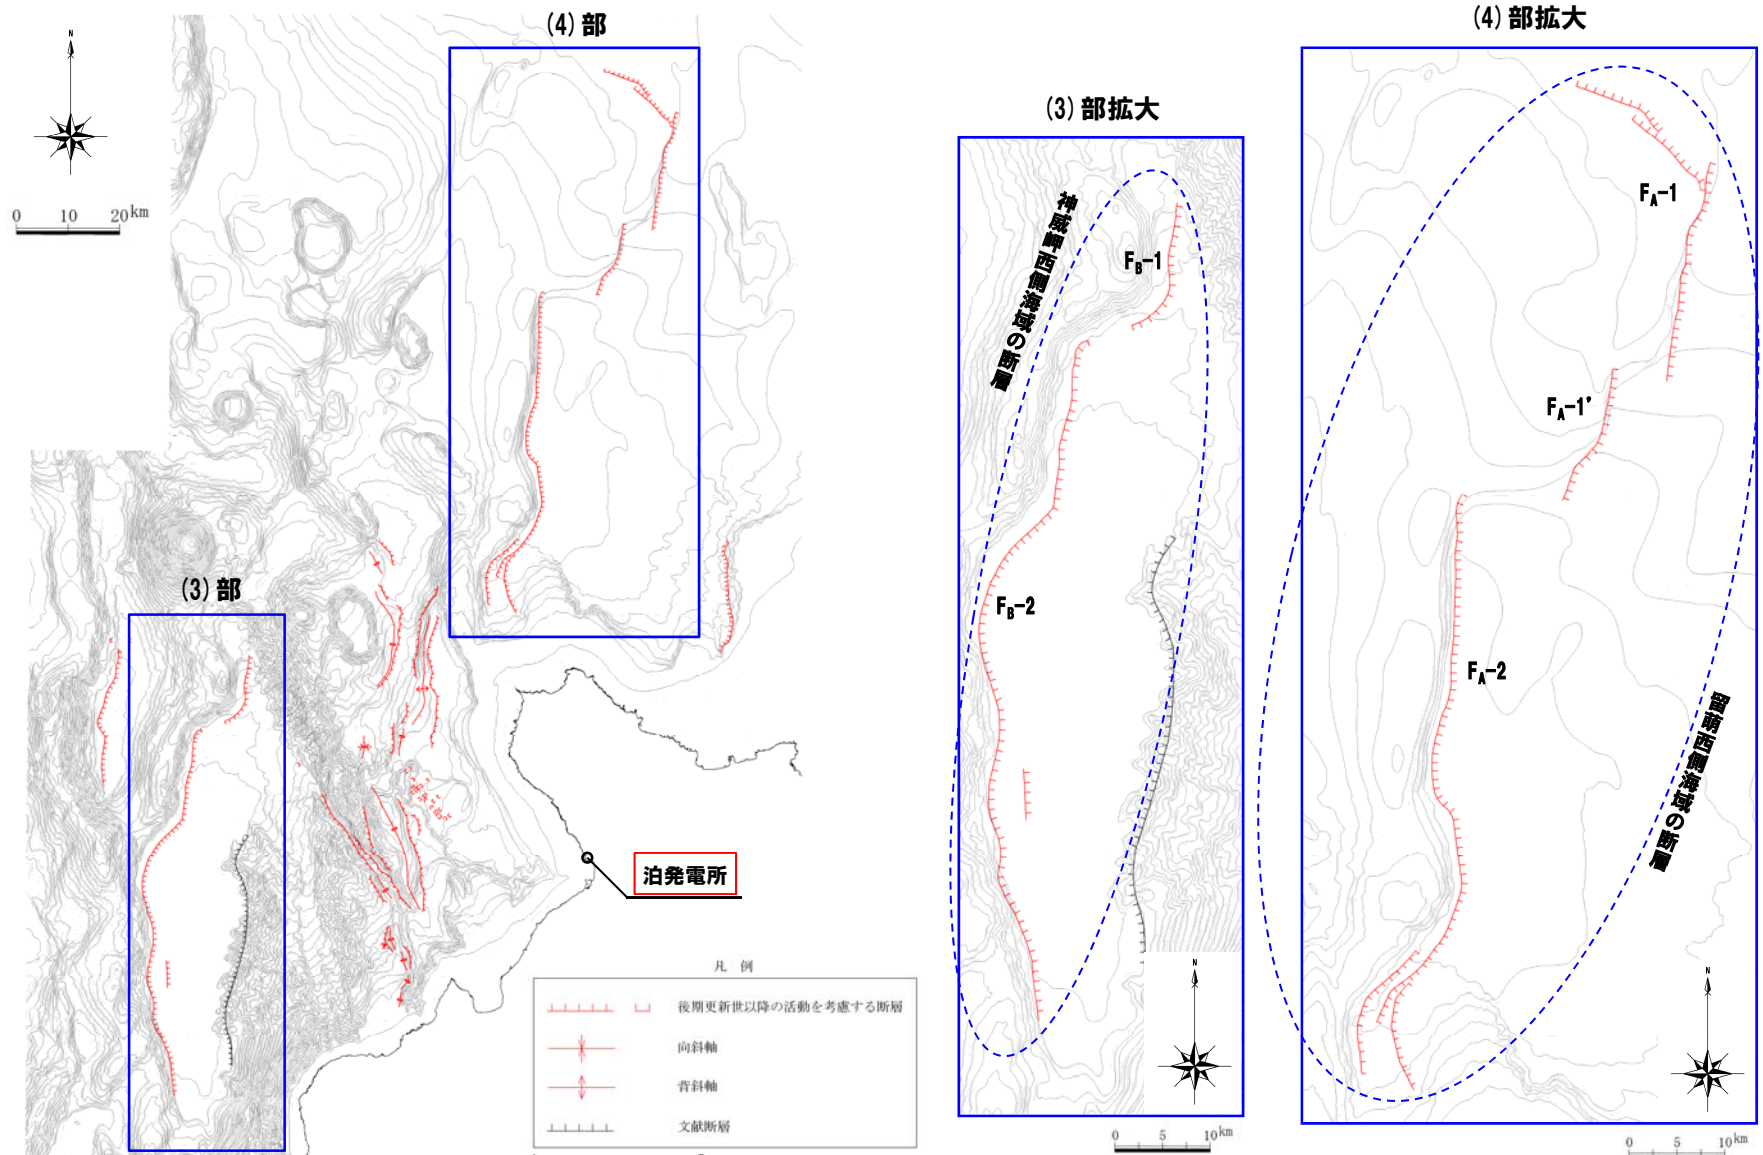 (4)部
N
0 10 20km
(3)部
泊発電所
凡 例
後期更新世以降の活動を考慮する断層
向斜軸
背斜軸
文献断層
(3)部拡大
神威岬西側海域の断層
FB-1
FB-2
N
0 5 10km
(4)部拡大
FA-1
FA-1'
FA-2
留萌西側海域の断層
N
0 5 10km